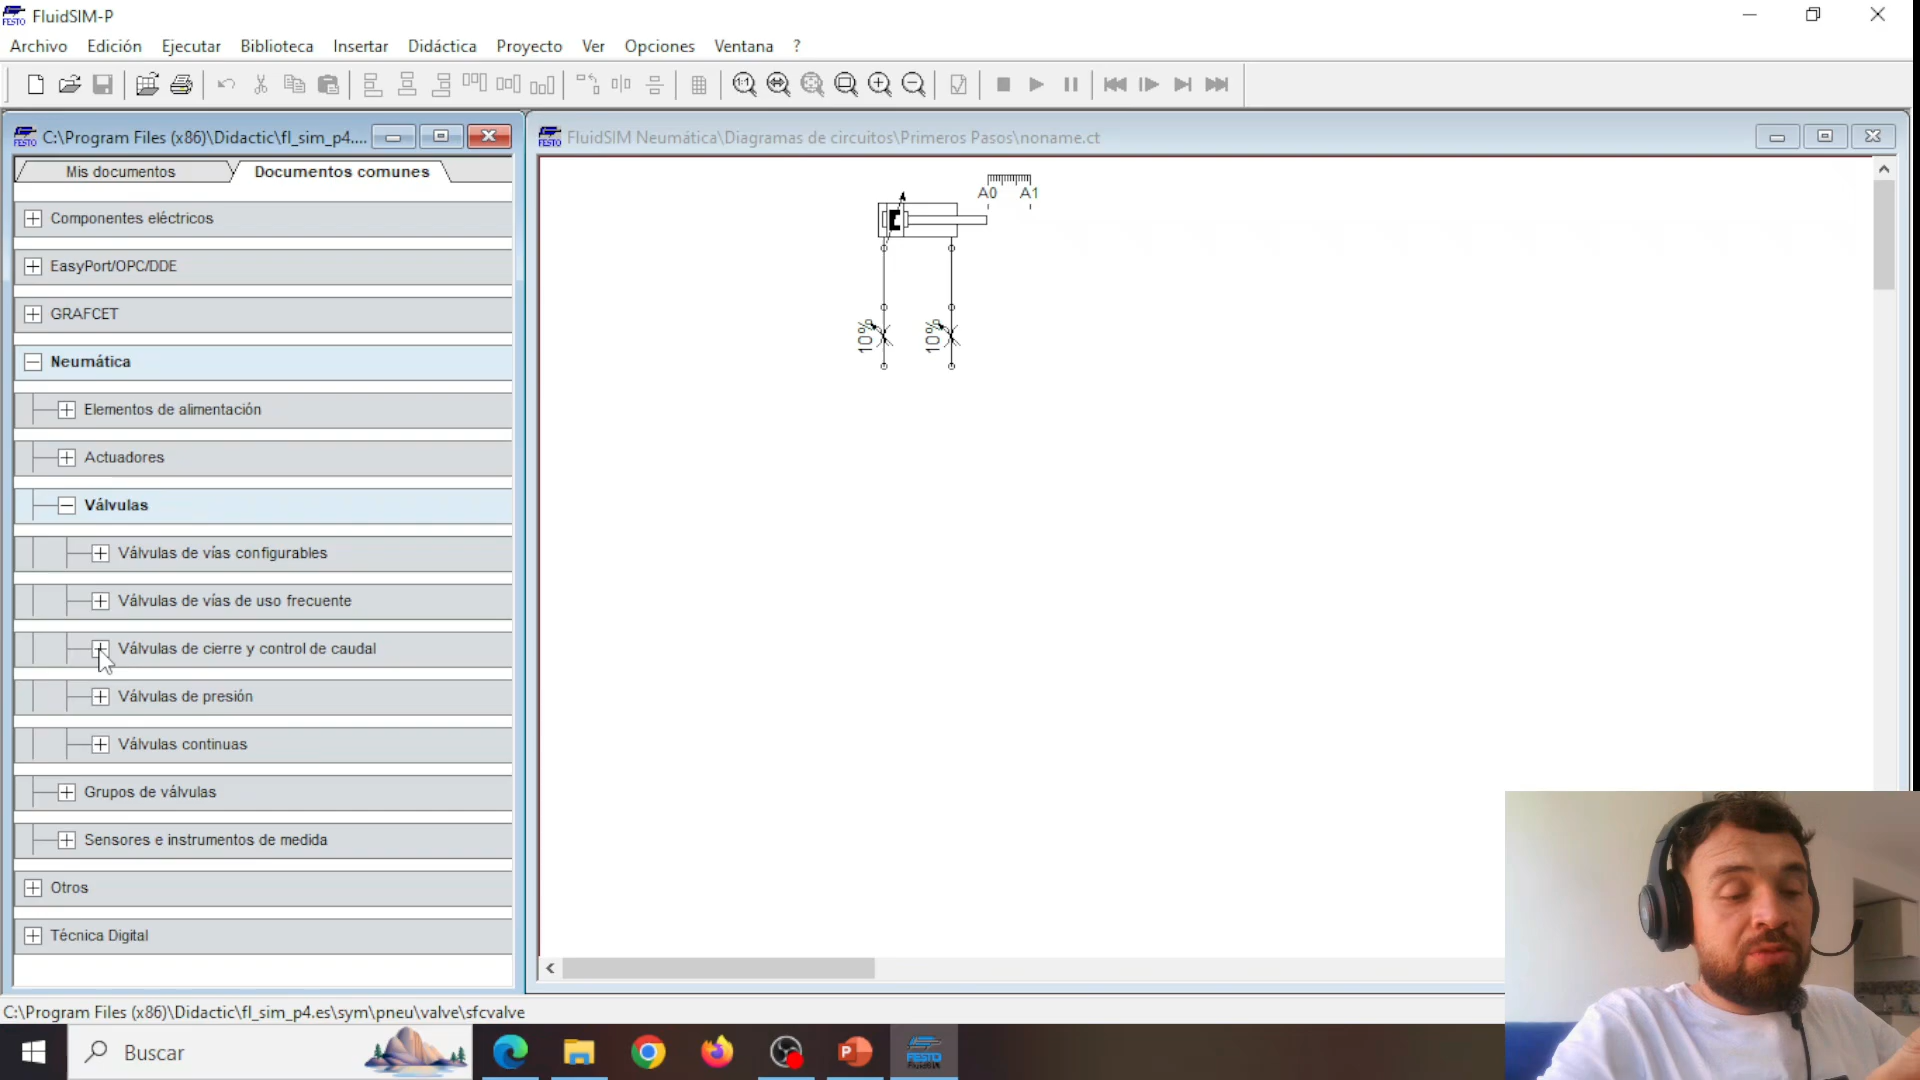 FluidSIM-P
Archivo Edición Ejecutar Biblioteca Insertar Didáctica Proyecto Ver Opciones Ventana ?
C:\Program Files (x86)\Didactic\fl_sim_p4....
FluidSIM Neumática\Diagramas de circuitos\Primeros Pasos\noname.ct
Mis documentos Documentos comunes
A0 A1
Componentes eléctricos
EasyPort/OPC/DDE
GRAFCET
10% 10%
Neumática
Elementos de alimentación
Actuadores
Válvulas
Válvulas de vías configurables
Válvulas de vías de uso frecuente
Válvulas de cierre y control de caudal
Válvulas de presión
Válvulas continuas
Grupos de válvulas
Sensores e instrumentos de medida
Otros
Técnica Digital
C:\Program Files (x86)\Didactic\fl_sim_p4.es\sym\pneu\valve\sfcvalve
Buscar
FESTO